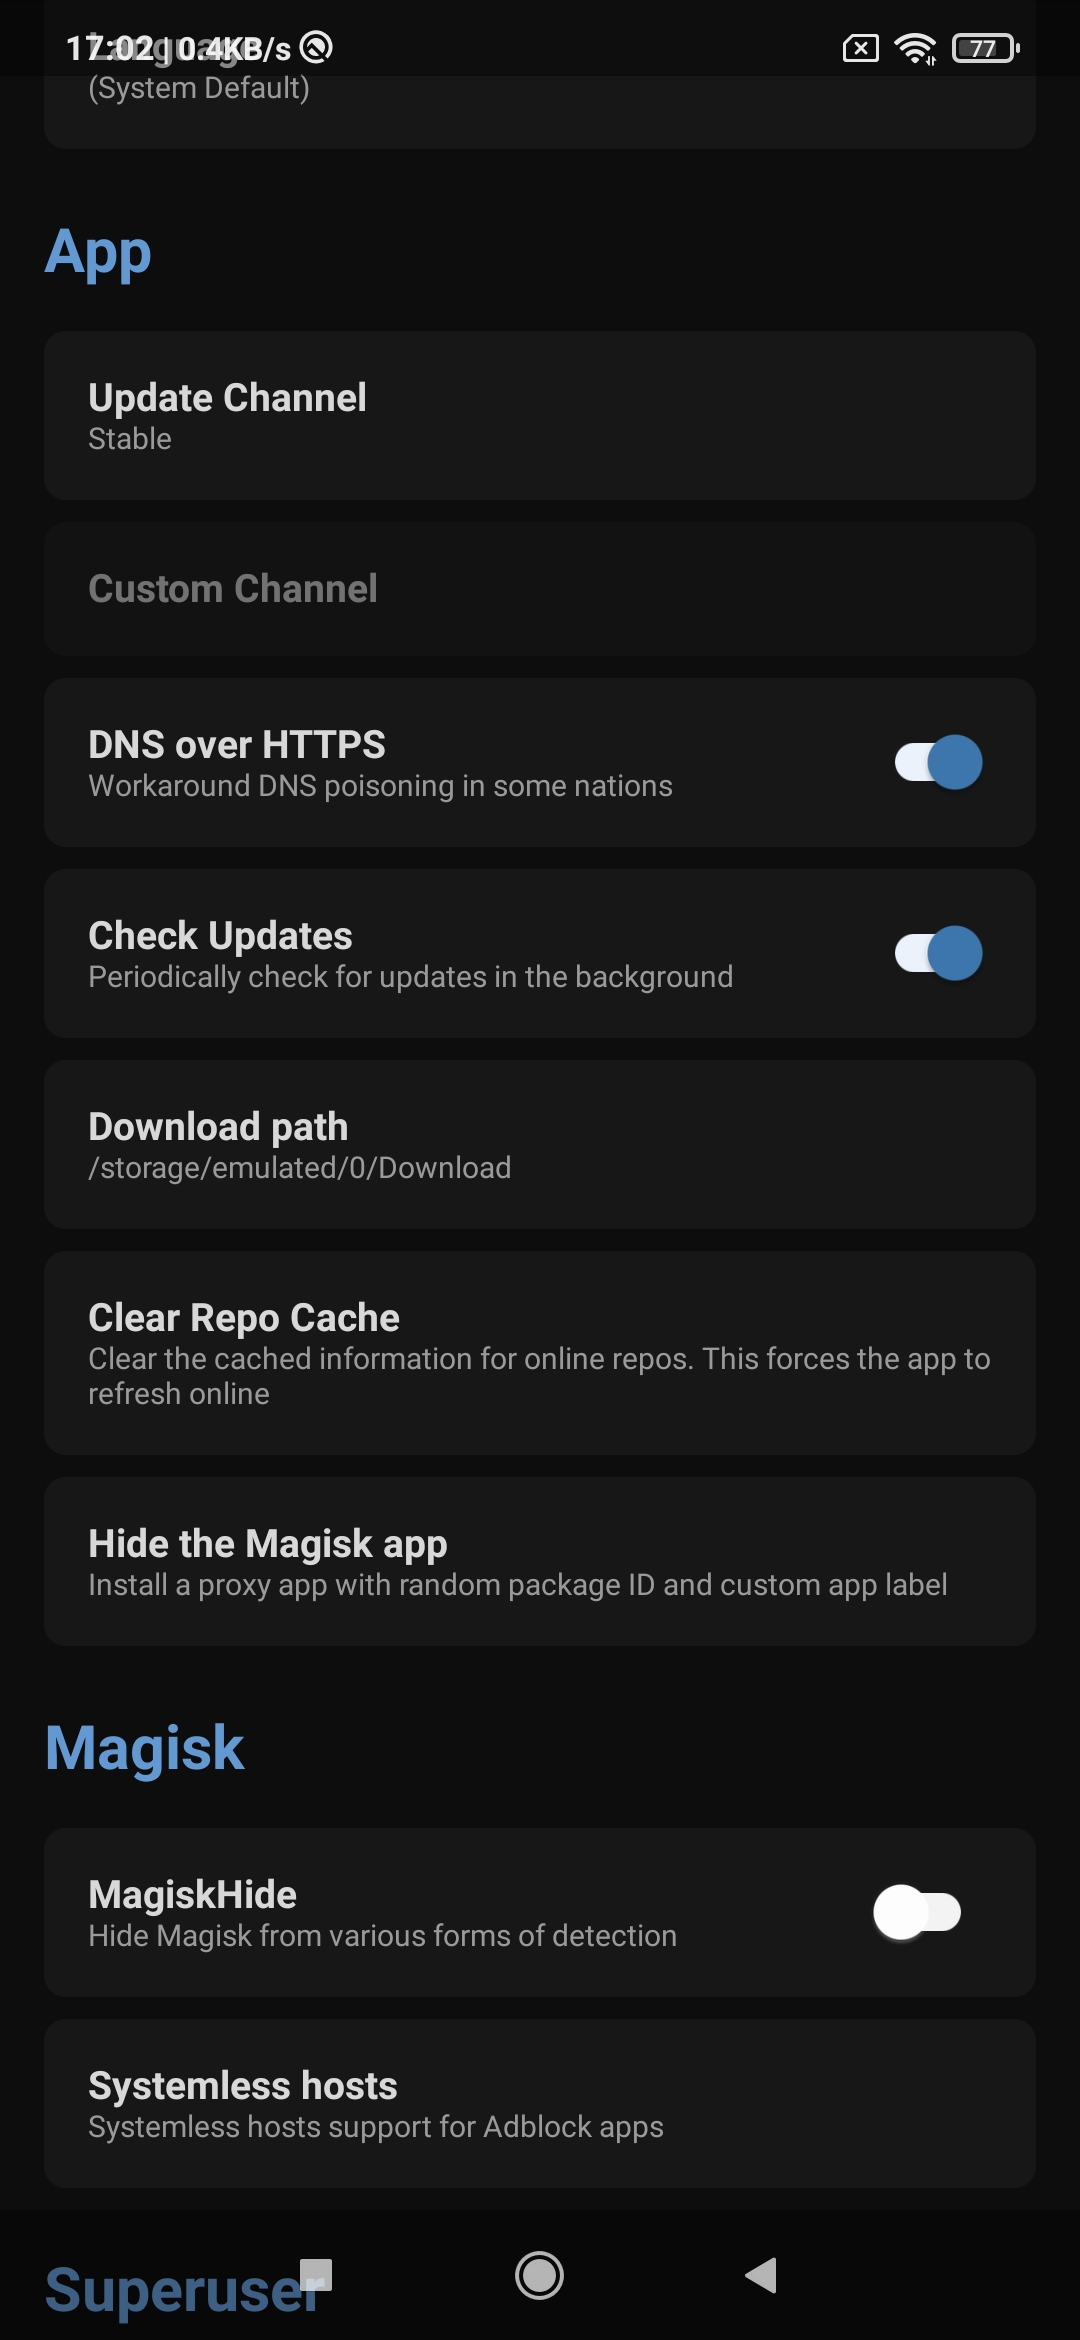 17:02 | 0.4KB/s
77
Language
(System Default)
App
Update Channel
Stable
Custom Channel
DNS over HTTPS
Workaround DNS poisoning in some nations
Check Updates
Periodically check for updates in the background
Download path
/storage/emulated/0/Download
Clear Repo Cache
Clear the cached information for online repos. This forces the app to
refresh online
Hide the Magisk app
Install a proxy app with random package ID and custom app label
Magisk
MagiskHide
Hide Magisk from various forms of detection
Systemless hosts
Systemless hosts support for Adblock apps
Superuser